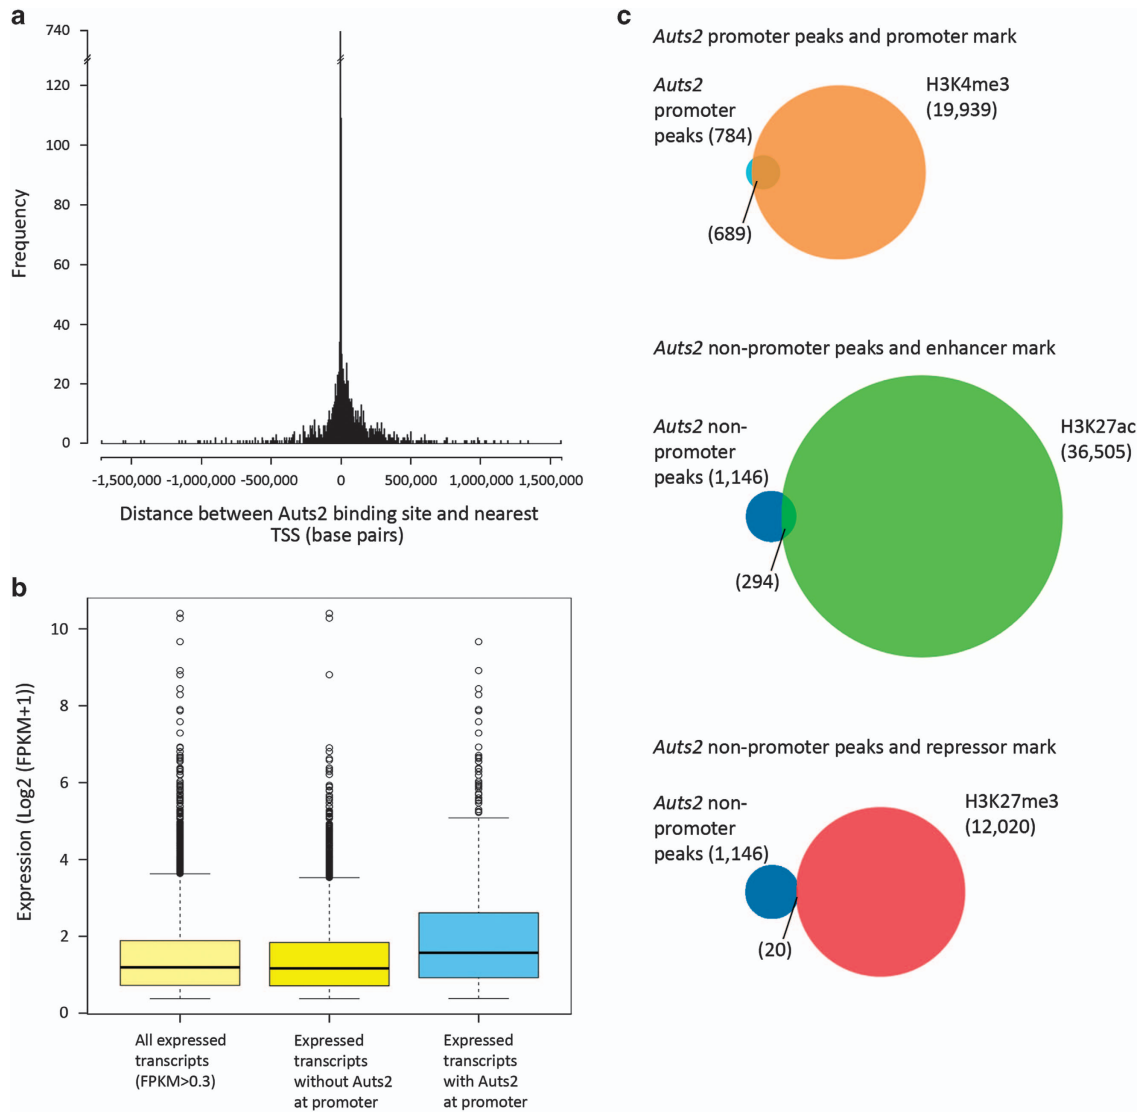 a
740
120
100
80
60
40
20
0
Frequency
-1,500,000 -1,000,000 -500,000 0 500,000 1,000,000 1,500,000
Distance between Auts2 binding site and nearest
TSS (base pairs)
b
10
8
6
4
2
0
Expression (Log2 (FPKM+1))
All expressed
transcripts
(FPKM>0.3)
Expressed
transcripts
without Auts2
at promoter
Expressed
transcripts
with Auts2
at promoter
c
Auts2 promoter peaks and promoter mark
Auts2
promoter
peaks (784)
H3K4me3
(19,939)
(689)
Auts2 non-promoter peaks and enhancer mark
Auts2 non-
promoter
peaks (1,146)
H3K27ac
(36,505)
(294)
Auts2 non-promoter peaks and repressor mark
Auts2 non-
promoter
peaks (1,146)
H3K27me3
(12,020)
(20)